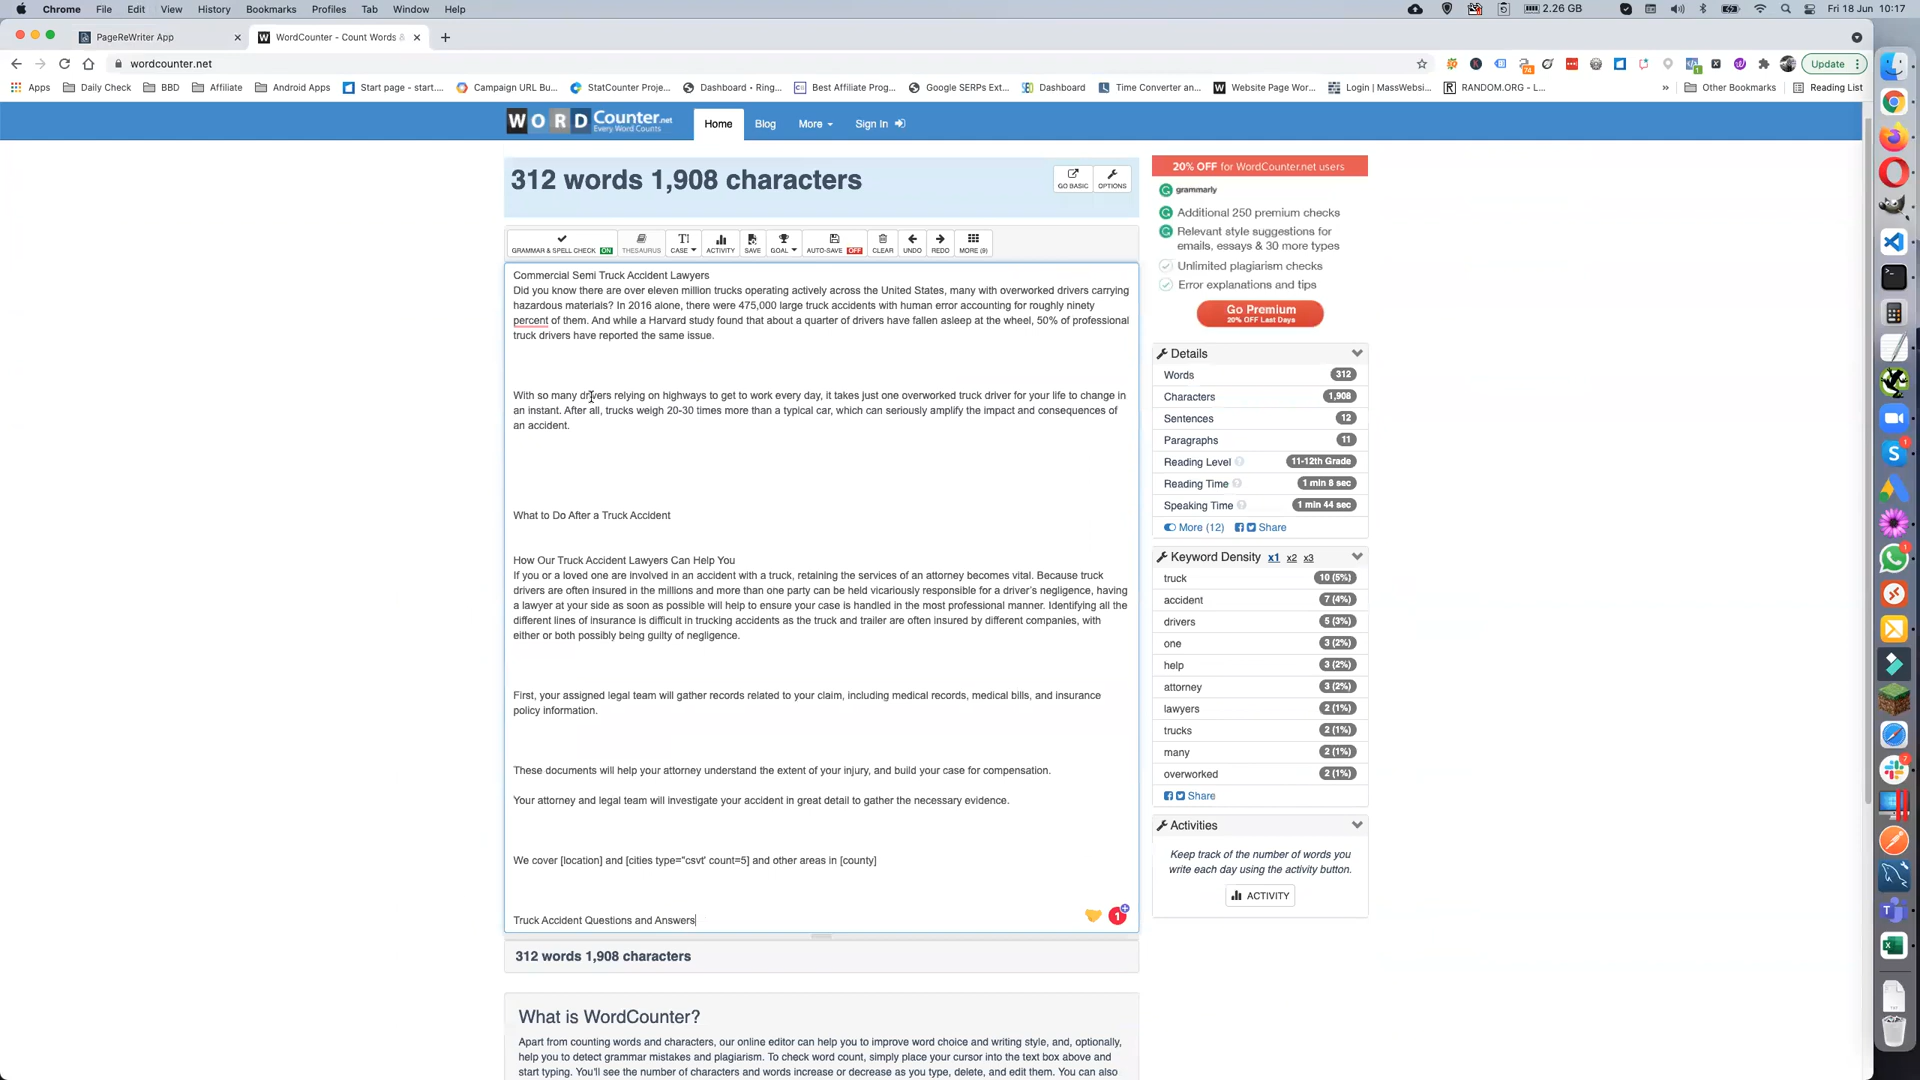 Chrome File Edit View History Bookmarks Profiles Tab Window Help 2.26 GB Fri 18 Jun 10:17
PageReWriter App WordCounter - Count Words &
wordcounter.net Update
Apps Daily Check BBD Affiliate Android Apps Start page - start.... Campaign URL Bu... StatCounter Proje... Dashboard • Ring... Best Affiliate Prog... Google SERPs Ext... Dashboard Time Converter an... Website Page Wor... Login | MassWebsi... RANDOM.ORG - L... » Other Bookmarks Reading List
WORD Counter.net Every Word Counts Home Blog More Sign In
312 words 1,908 characters
GO BASIC OPTIONS
GRAMMAR & SPELL CHECK ON THESAURUS CASE ACTIVITY SAVE GOAL AUTO-SAVE OFF CLEAR UNDO REDO MORE (9)
Commercial Semi Truck Accident Lawyers
Did you know there are over eleven million trucks operating actively across the United States, many with overworked drivers carrying
hazardous materials? In 2016 alone, there were 475,000 large truck accidents with human error accounting for roughly ninety
percent of them. And while a Harvard study found that about a quarter of drivers have fallen asleep at the wheel, 50% of professional
truck drivers have reported the same issue.
With so many drivers relying on highways to get to work every day, it takes just one overworked truck driver for your life to change in
an instant. After all, trucks weigh 20-30 times more than a typical car, which can seriously amplify the impact and consequences of
an accident.
What to Do After a Truck Accident
How Our Truck Accident Lawyers Can Help You
If you or a loved one are involved in an accident with a truck, retaining the services of an attorney becomes vital. Because truck
drivers are often insured in the millions and more than one party can be held vicariously responsible for a driver's negligence, having
a lawyer at your side as soon as possible will help to ensure your case is handled in the most professional manner. Identifying all the
different lines of insurance is difficult in trucking accidents as the truck and trailer are often insured by different companies, with
either or both possibly being guilty of negligence.
First, your assigned legal team will gather records related to your claim, including medical records, medical bills, and insurance
policy information.
These documents will help your attorney understand the extent of your injury, and build your case for compensation.
Your attorney and legal team will investigate your accident in great detail to gather the necessary evidence.
We cover [location] and [cities type="csvt' count=5] and other areas in [county]
Truck Accident Questions and Answers
1
312 words 1,908 characters
What is WordCounter?
Apart from counting words and characters, our online editor can help you to improve word choice and writing style, and, optionally,
help you to detect grammar mistakes and plagiarism. To check word count, simply place your cursor into the text box above and
start typing. You'll see the number of characters and words increase or decrease as you type, delete, and edit them. You can also
20% OFF for WordCounter.net users
grammarly
Additional 250 premium checks
Relevant style suggestions for
emails, essays & 30 more types
Unlimited plagiarism checks
Error explanations and tips
Go Premium
20% OFF Last Days
Details
Words 312
Characters 1,908
Sentences 12
Paragraphs 11
Reading Level 11-12th Grade
Reading Time 1 min 8 sec
Speaking Time 1 min 44 sec
More (12) Share
Keyword Density x1 x2 x3
truck 10 (5%)
accident 7 (4%)
drivers 5 (3%)
one 3 (2%)
help 3 (2%)
attorney 3 (2%)
lawyers 2 (1%)
trucks 2 (1%)
many 2 (1%)
overworked 2 (1%)
Share
Activities
Keep track of the number of words you
write each day using the activity button.
ACTIVITY